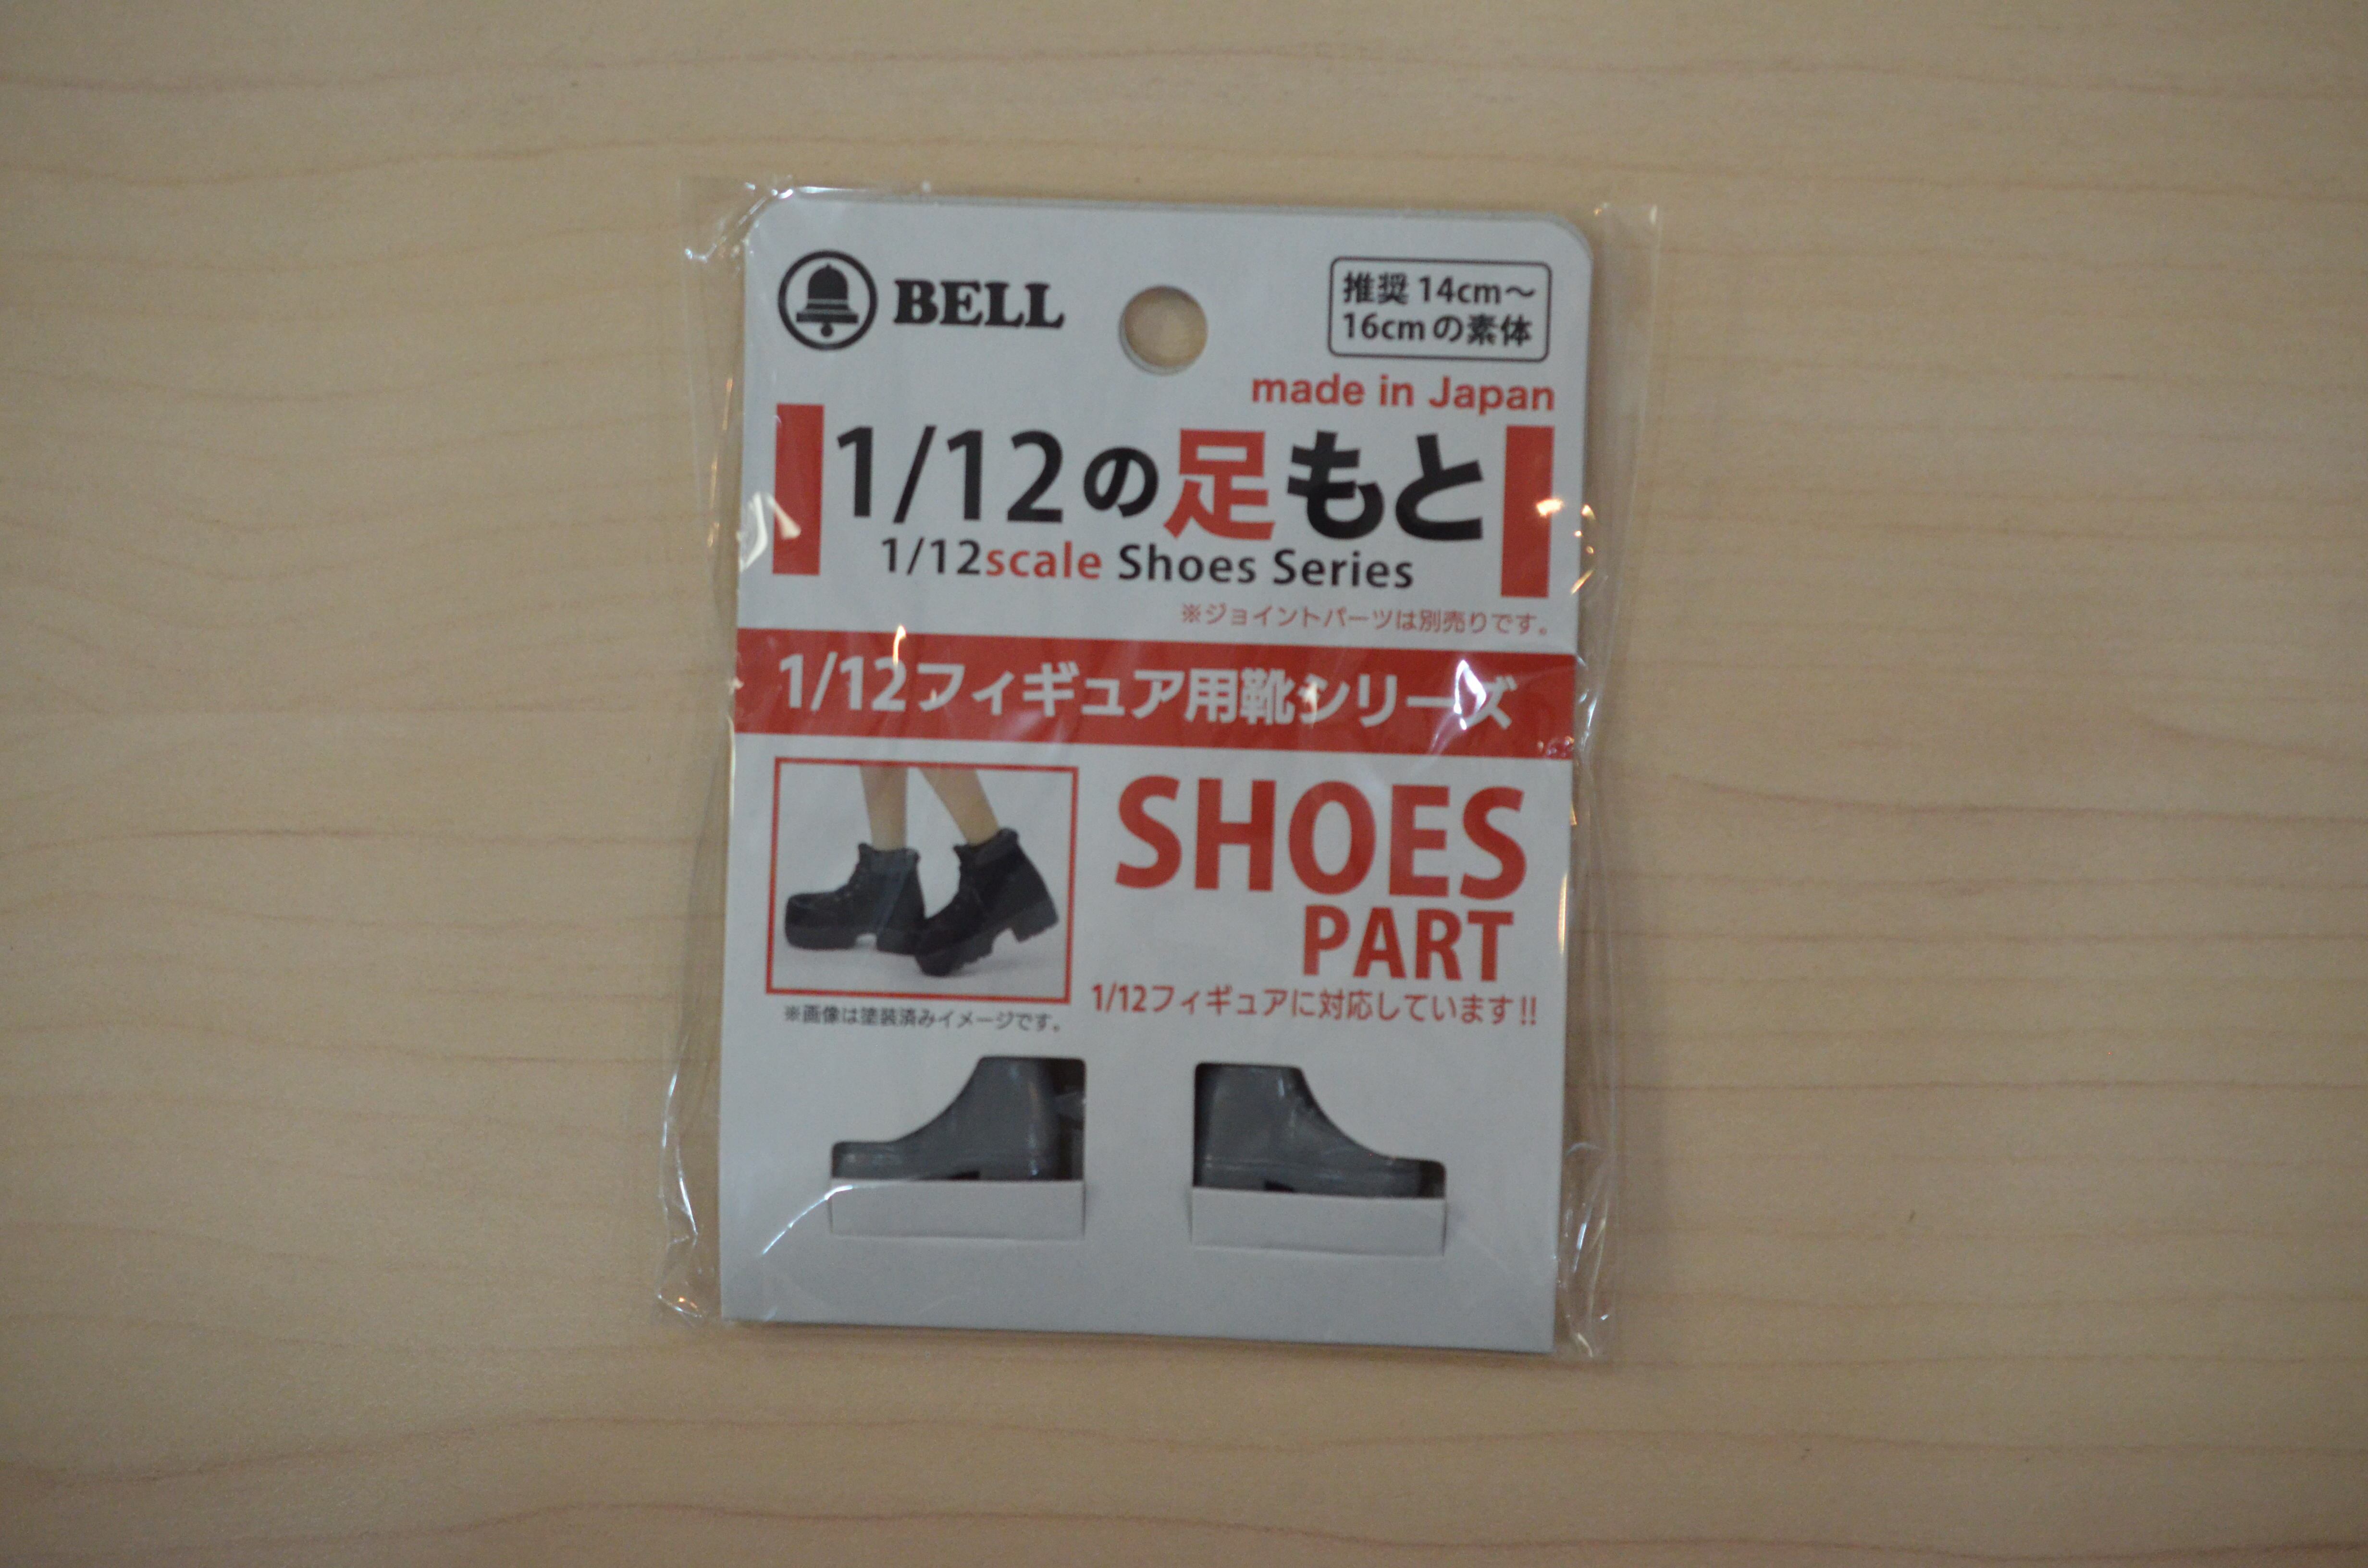 BELL
推奨 14cm～
16cmの素体
made in Japan
1/12の足もと
1/12scale Shoes Series
※ジョイントパーツは別売りです。
1/12フィギュア用靴シリーズ
SHOES
PART
1/12フィギュアに対応しています!!
※画像は塗装済みイメージです。